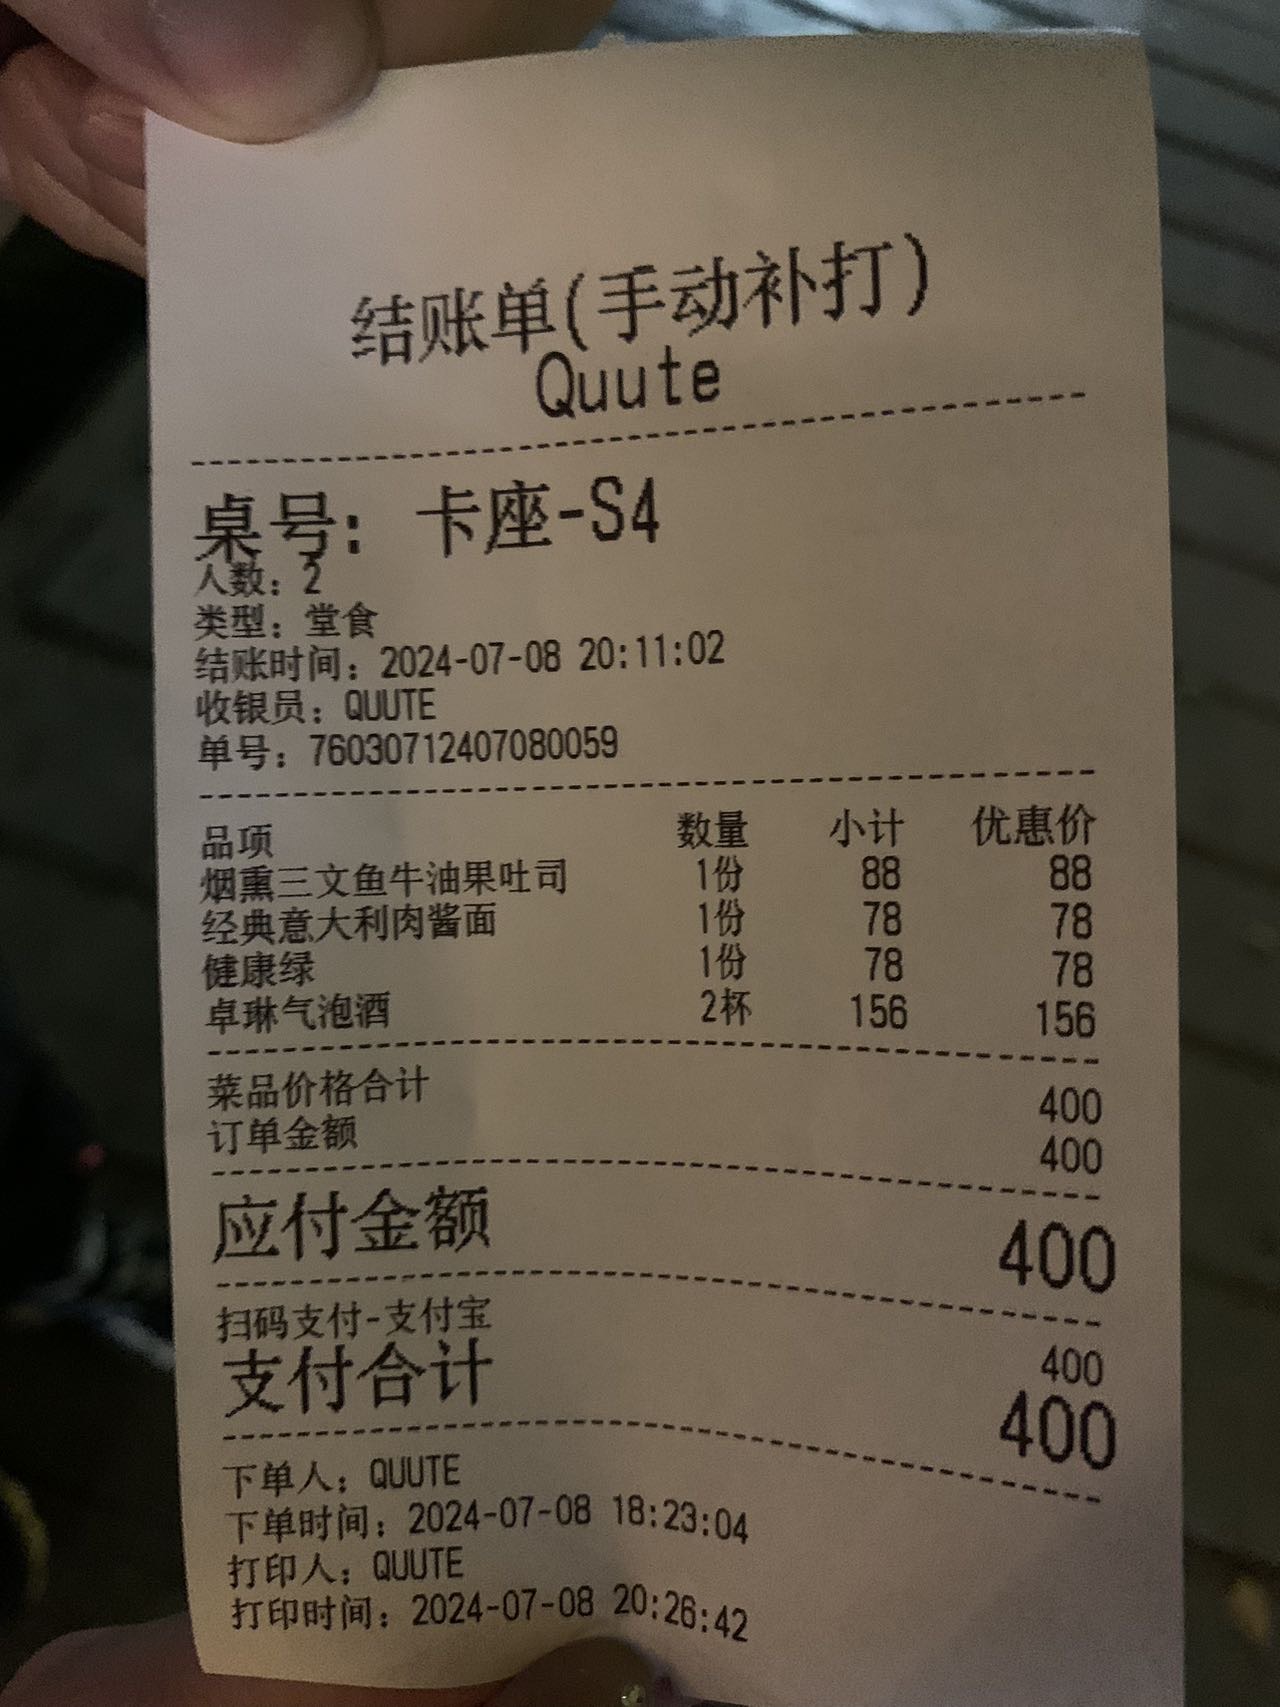 结账单(手动补打)
Quute
桌号: 卡座-S4
人数: 2
类型: 堂食
结账时间: 2024-07-08 20:11:02
收银员: QUUTE
单号: 76030712407080059
品项 数量 小计 优惠价
烟熏三文鱼牛油果吐司 1份 88 88
经典意大利肉酱面 1份 78 78
健康绿 1份 78 78
卓琳气泡酒 2杯 156 156
菜品价格合计 400
订单金额 400
应付金额 400
扫码支付-支付宝 400
支付合计 400
下单人: QUUTE
下单时间: 2024-07-08 18:23:04
打印人: QUUTE
打印时间: 2024-07-08 20:26:42